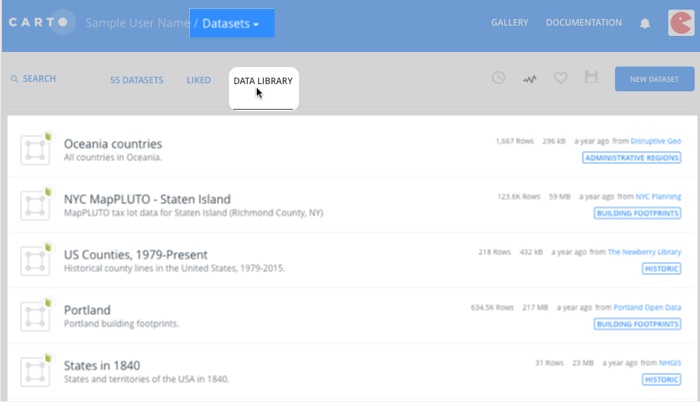 CARTO Sample User Name / Datasets GALLERY DOCUMENTATION
SEARCH 55 DATASETS LIKED DATA LIBRARY NEW DATASET
Oceania countries 1,667 Rows 296 kB a year ago from Disruptive Geo
All countries in Oceania. ADMINISTRATIVE REGIONS
NYC MapPLUTO - Staten Island 123.6K Rows 59 MB a year ago from NYC Planning
MapPLUTO tax lot data for Staten Island (Richmond County, NY) BUILDING FOOTPRINTS
US Counties, 1979-Present 218 Rows 432 kB a year ago from The Newberry Library
Historical county lines in the United States, 1979-2015. HISTORIC
Portland 634.5K Rows 217 MB a year ago from Portland Open Data
Portland building footprints. BUILDING FOOTPRINTS
States in 1840 31 Rows 23 MB a year ago from NHGIS
States and territories of the USA in 1840. HISTORIC